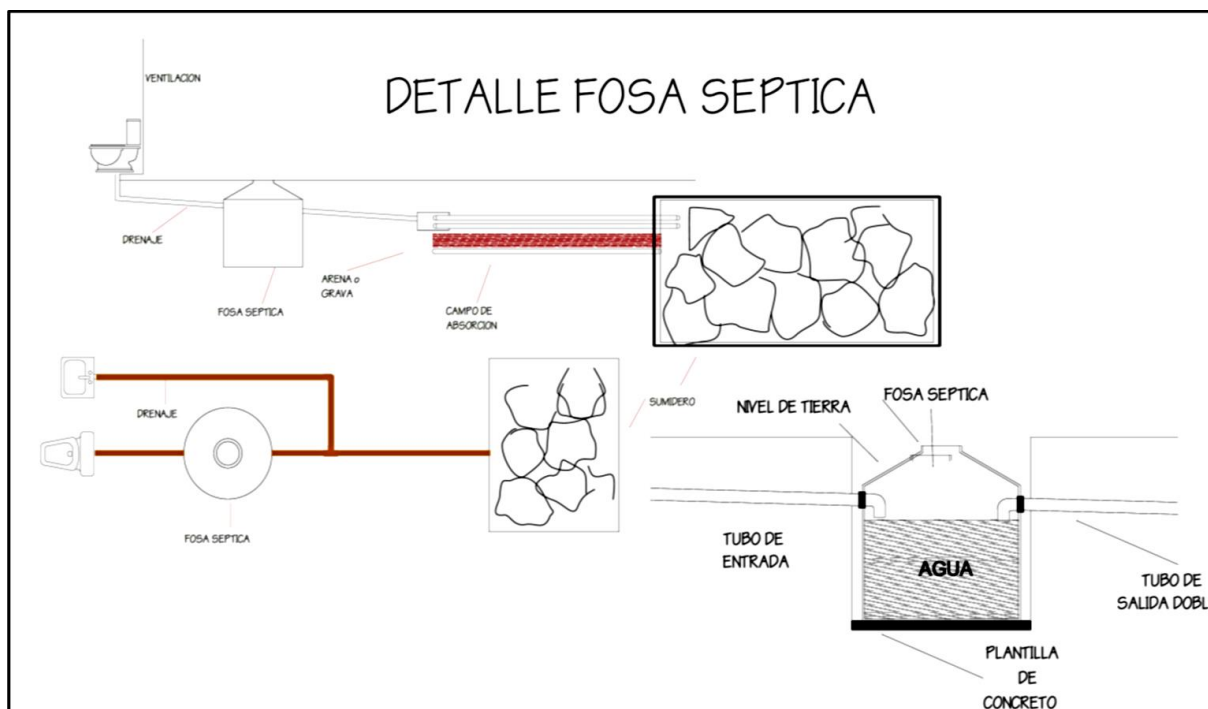 DETALLE FOSA SEPTICA
VENTILACION
DRENAJE
FOSA SEPTICA
ARENA o
GRAVA
CAMPO DE
ABSORCION
SUMIDERO
DRENAJE
FOSA SEPTICA
NIVEL DE TIERRA
FOSA SEPTICA
TUBO DE
ENTRADA
AGUA
TUBO DE
SALIDA DOBL
PLANTILLA
DE
CONCRETO